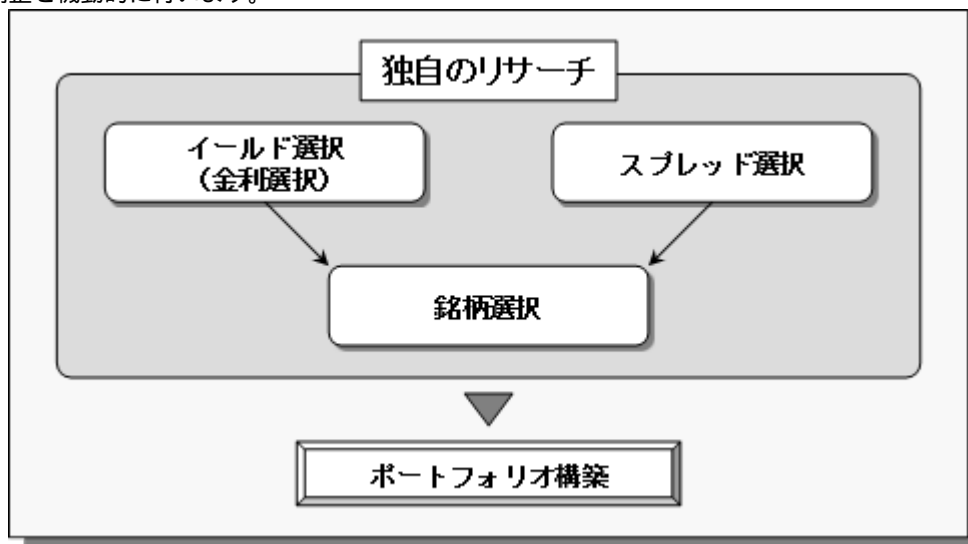 調整を機動的に行います。
独自のリサーチ
イールド選択
（金利選択）
スプレッド選択
銘柄選択
ポートフォリオ構築